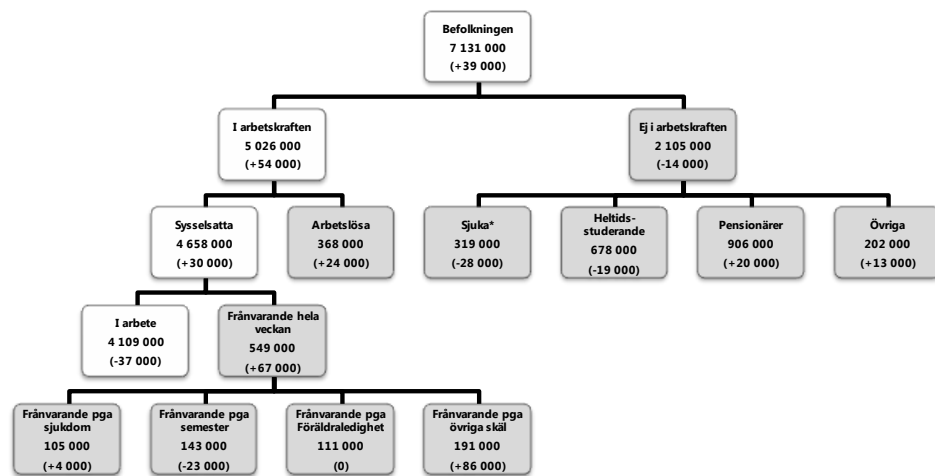 Befolkningen
7 131 000
(+39 000)
I arbetskraften
5 026 000
(+54 000)
Ej i arbetskraften
2 105 000
(-14 000)
Sysselsatta
4 658 000
(+30 000)
Arbetslösa
368 000
(+24 000)
Sjuka*
319 000
(-28 000)
Heltids-
studerande
678 000
(-19 000)
Pensionärer
906 000
(+20 000)
Övriga
202 000
(+13 000)
I arbete
4 109 000
(-37 000)
Frånvarande hela
veckan
549 000
(+67 000)
Frånvarande pga
sjukdom
105 000
(+4 000)
Frånvarande pga
semester
143 000
(-23 000)
Frånvarande pga
Föräldraledighet
111 000
(0)
Frånvarande pga
övriga skäl
191 000
(+86 000)